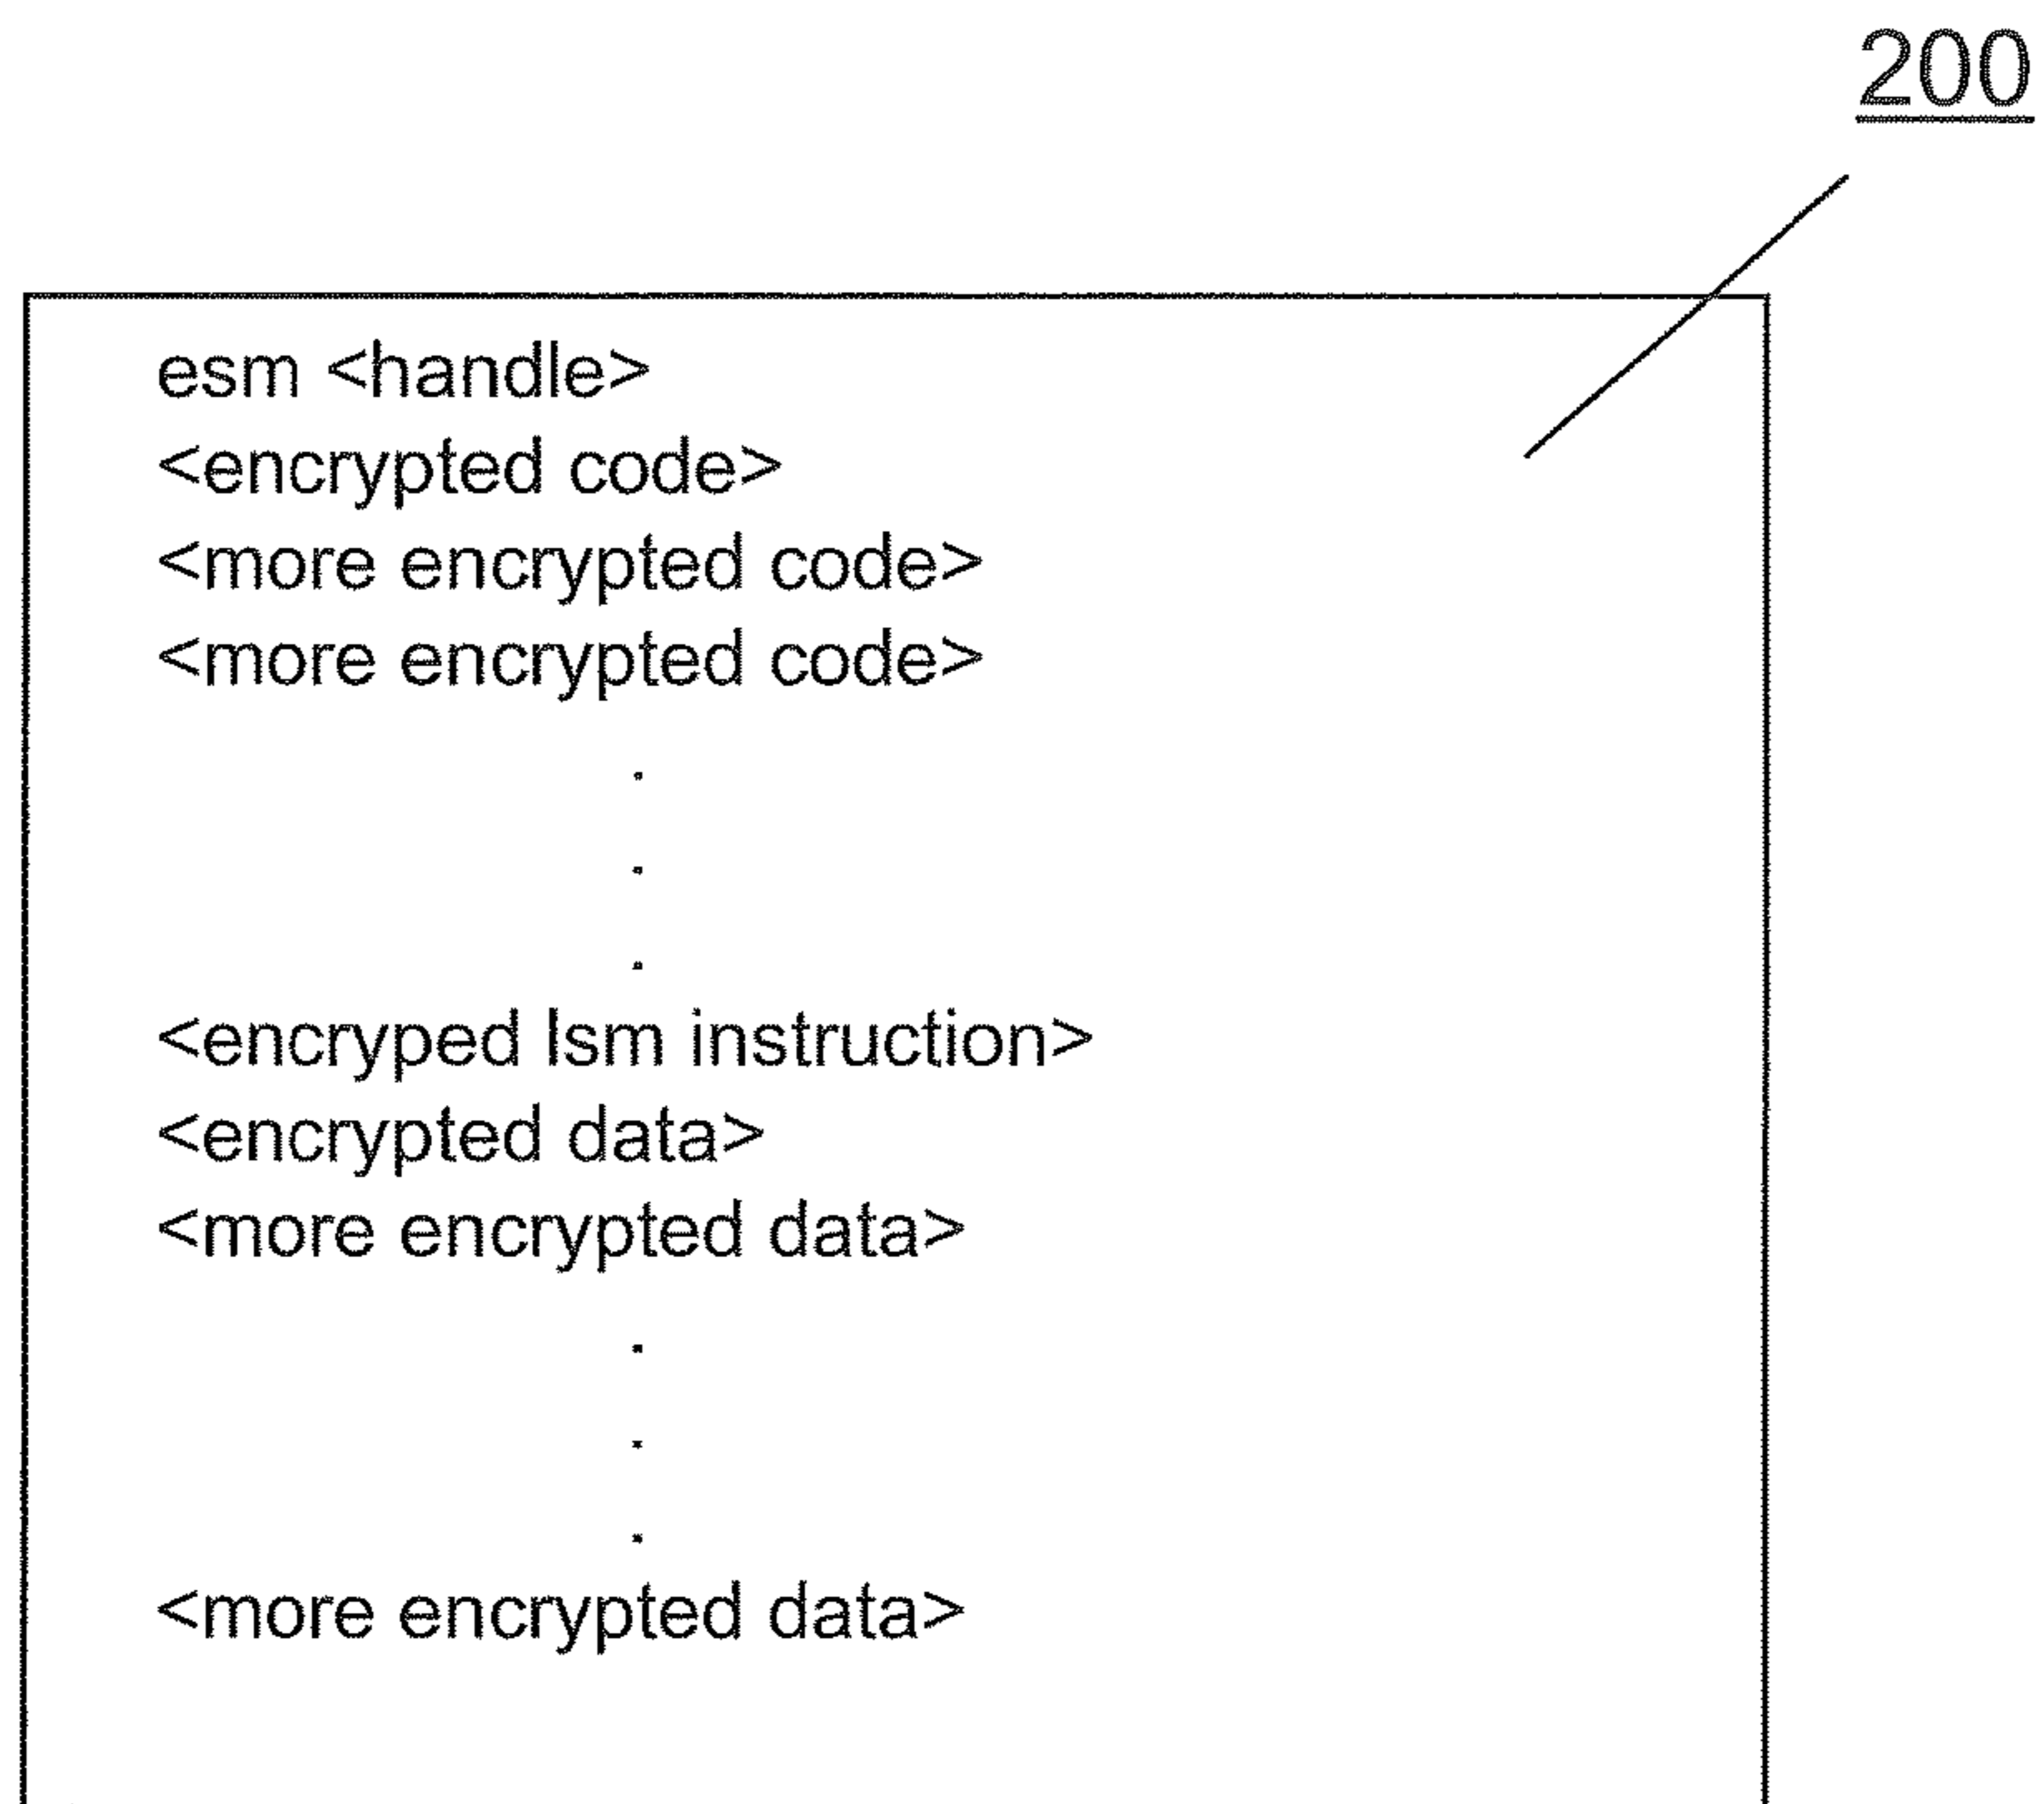 200
esm <handle>
<encrypted code>
<more encrypted code>
<more encrypted code>
.
.
.
<encryped lsm instruction>
<encrypted data>
<more encrypted data>
.
.
.
<more encrypted data>